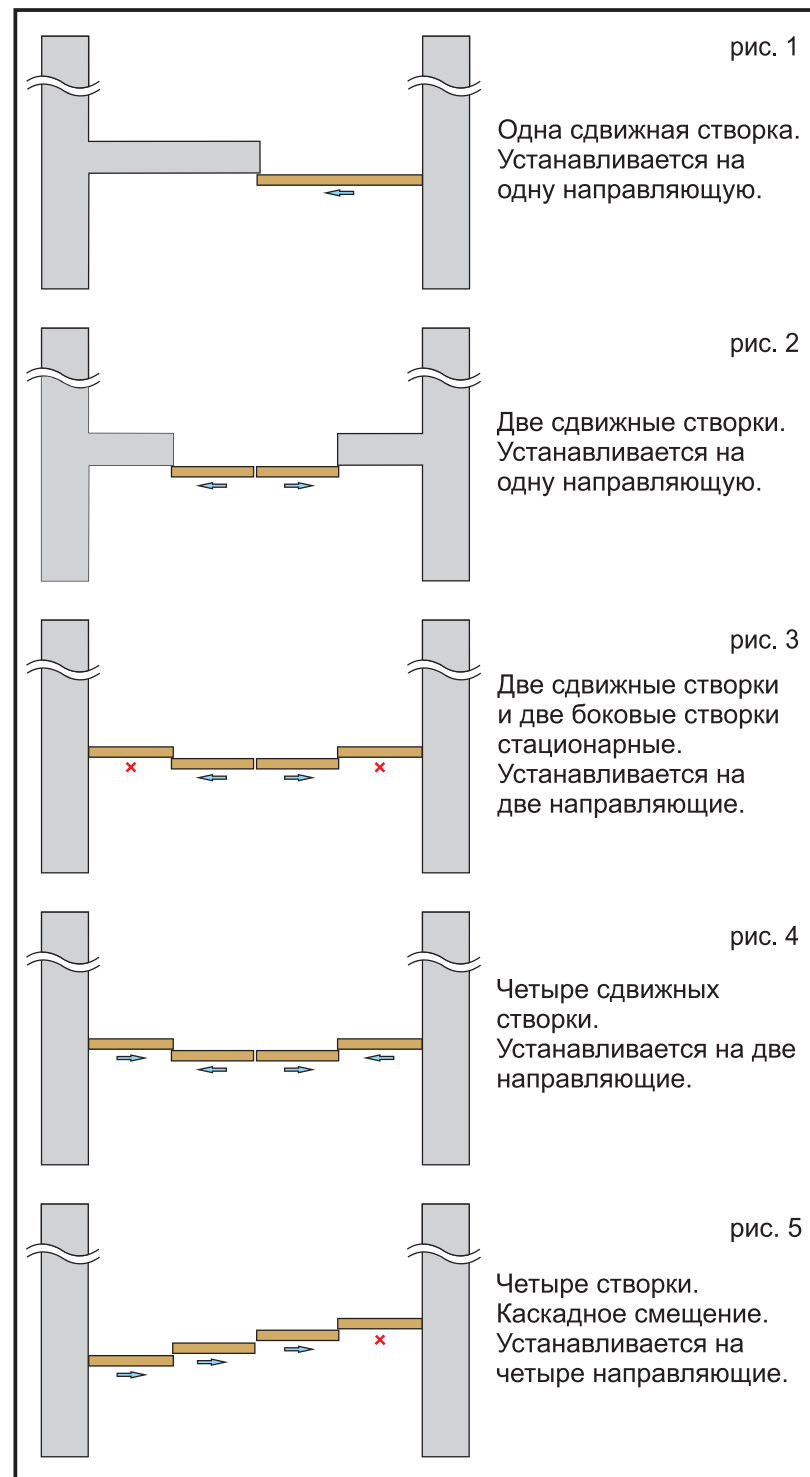 рис. 1
Одна сдвижная створка.
Устанавливается на
одну направляющую.
рис. 2
Две сдвижные створки.
Устанавливается на
одну направляющую.
рис. 3
Две сдвижные створки
и две боковые створки
стационарные.
Устанавливается на
две направляющие.
рис. 4
Четыре сдвижных
створки.
Устанавливается на две
направляющие.
рис. 5
Четыре створки.
Каскадное смещение.
Устанавливается на
четыре направляющие.